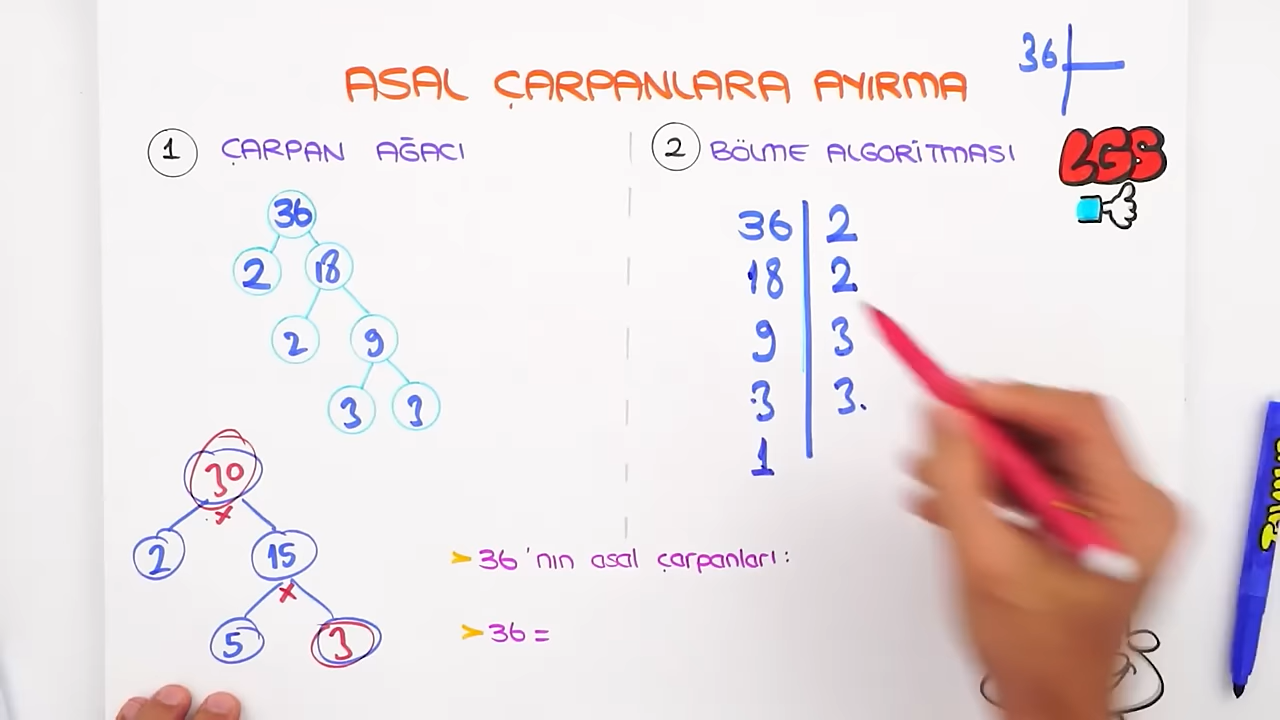 ASAL ÇARPANLARA AYIRMA
36
1 ÇARPAN AĞACI
36
2 18
2 9
3 3
30
x
2 15
x
5 3
2 BÖLME ALGORİTMASI
LGS
36 2
18 2
9 3
3 3.
1
➤ 36'nın asal çarpanları:
➤ 36 =